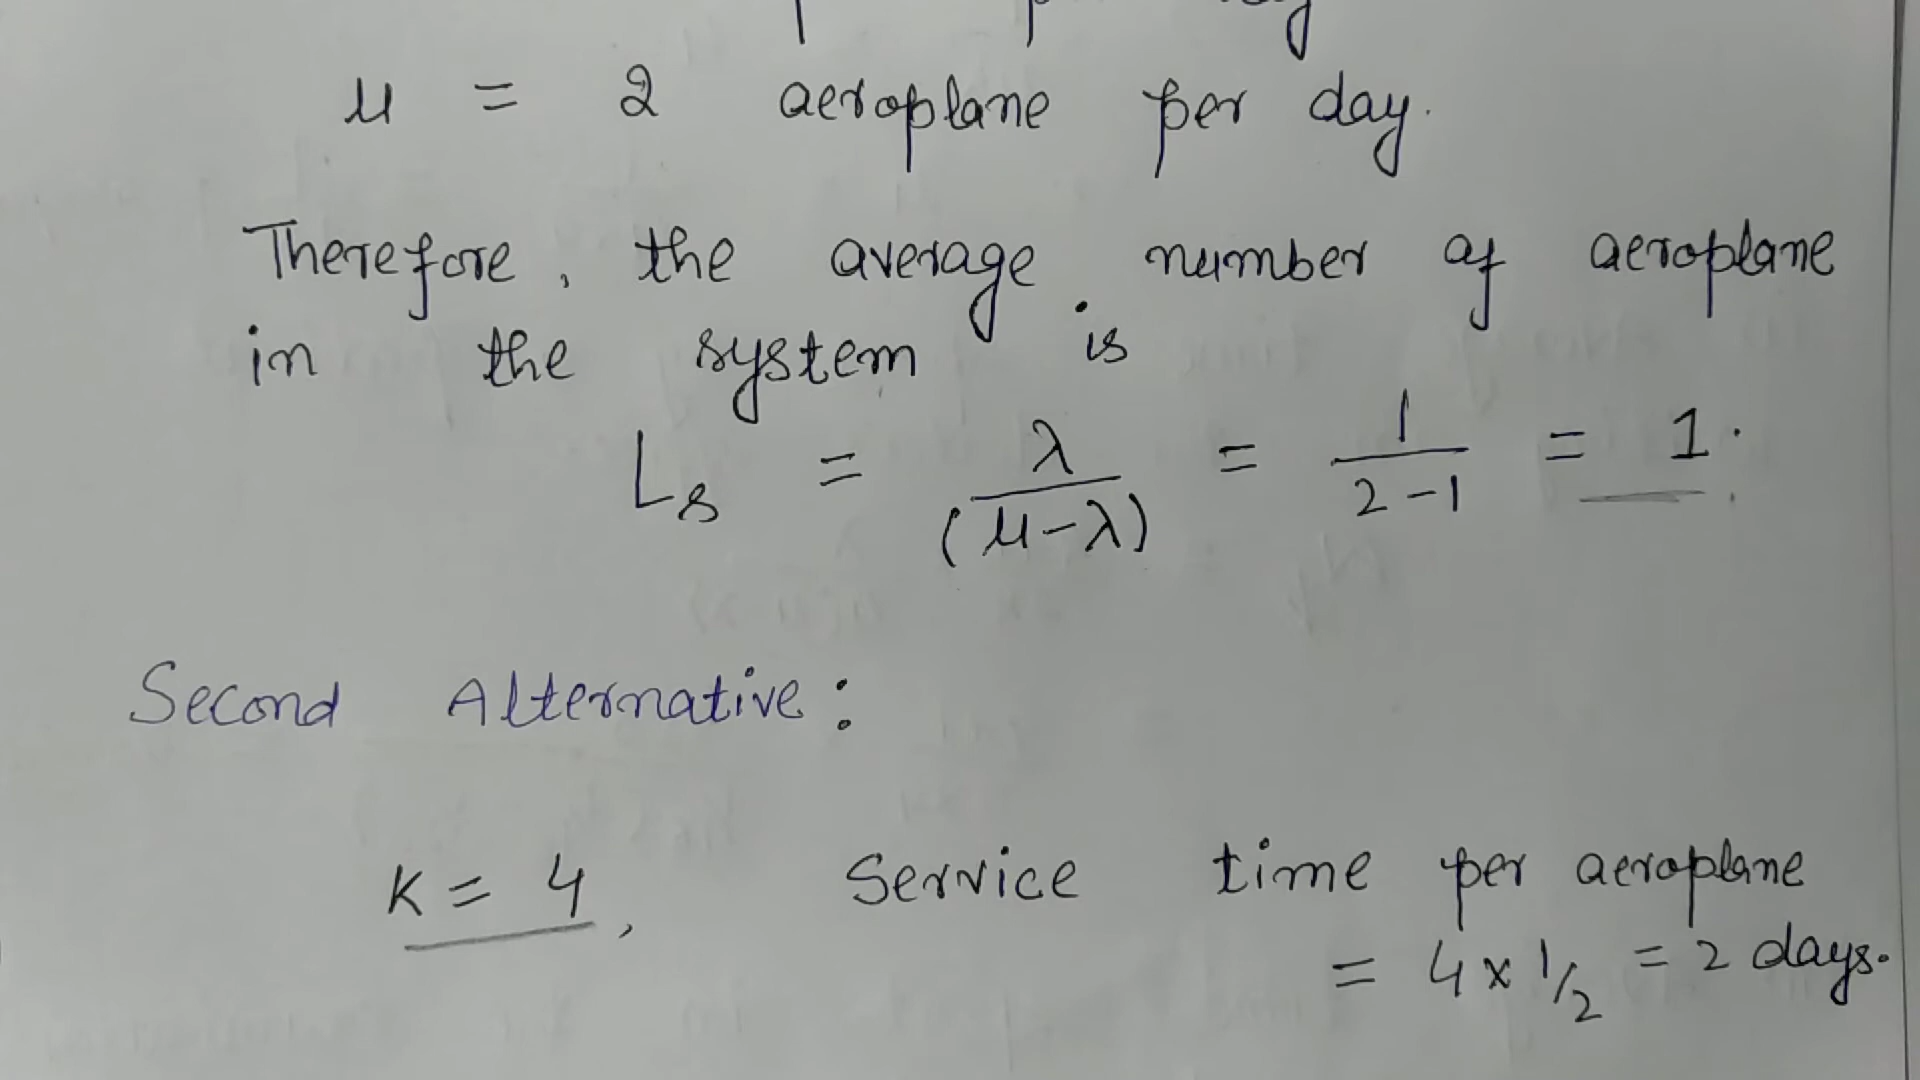 μ = 2 aeroplane per day.
Therefore, the average number of aeroplane
in the system is
Ls = λ/(μ-λ) = 1/2-1 = 1.
Second Alternative:
K = 4, Service time per aeroplane
= 4 x 1/2 = 2 days.